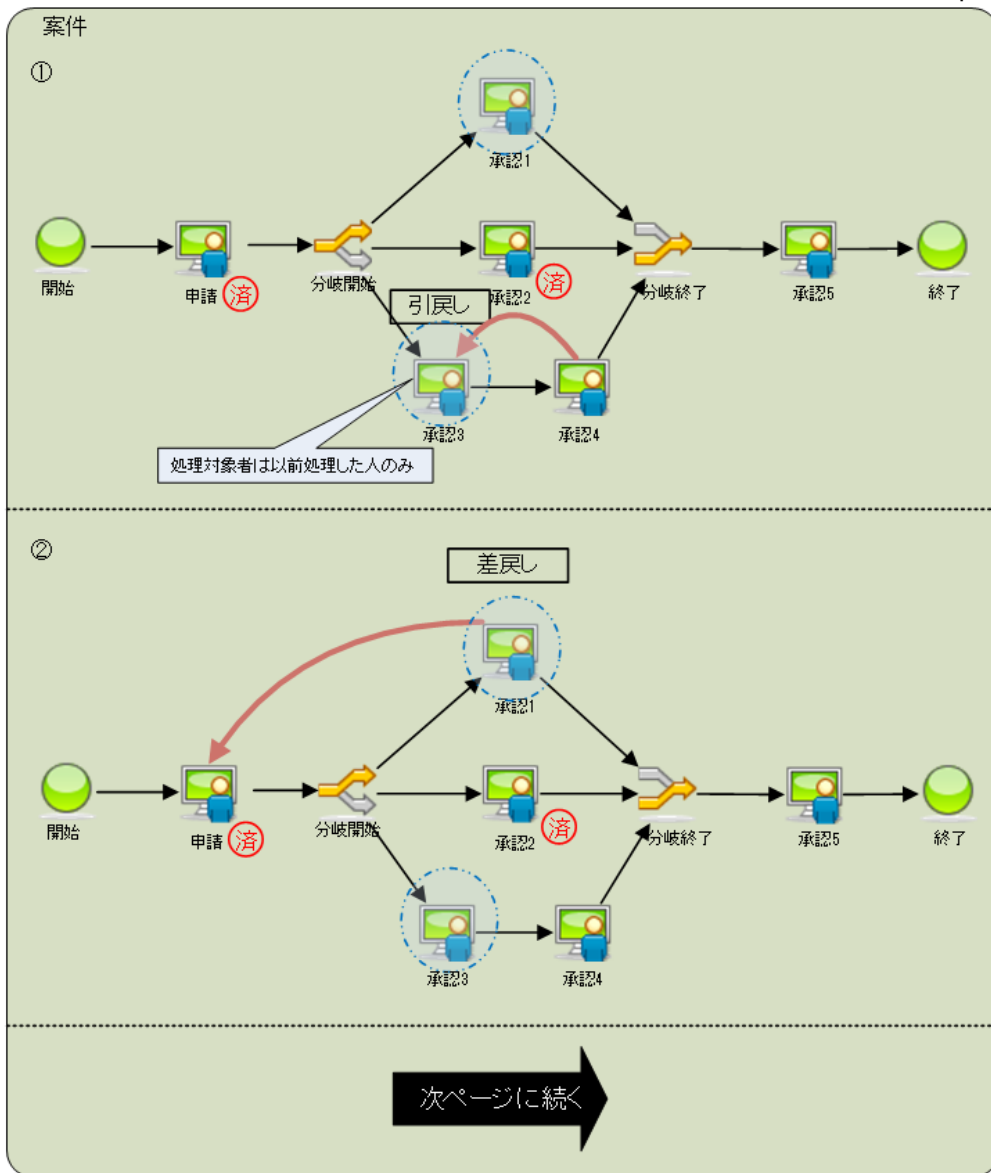 案件
①
承認1
開始
申請
済
分岐開始
承認2
済
分岐終了
承認5
終了
引戻し
承認3
承認4
処理対象者は以前処理した人のみ
②
差戻し
承認1
開始
申請
済
分岐開始
承認2
済
分岐終了
承認5
終了
承認3
承認4
次ページに続く